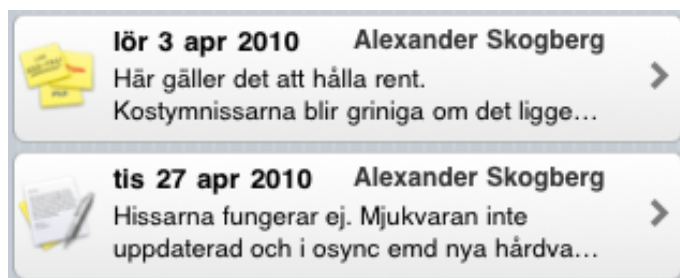 lör 3 apr 2010 Alexander Skogberg
Här gäller det att hålla rent.
Kostymnissarna blir griniga om det ligge...
tis 27 apr 2010 Alexander Skogberg
Hissarna fungerar ej. Mjukvaran inte
uppdaterad och i osync emd nya hårdva...